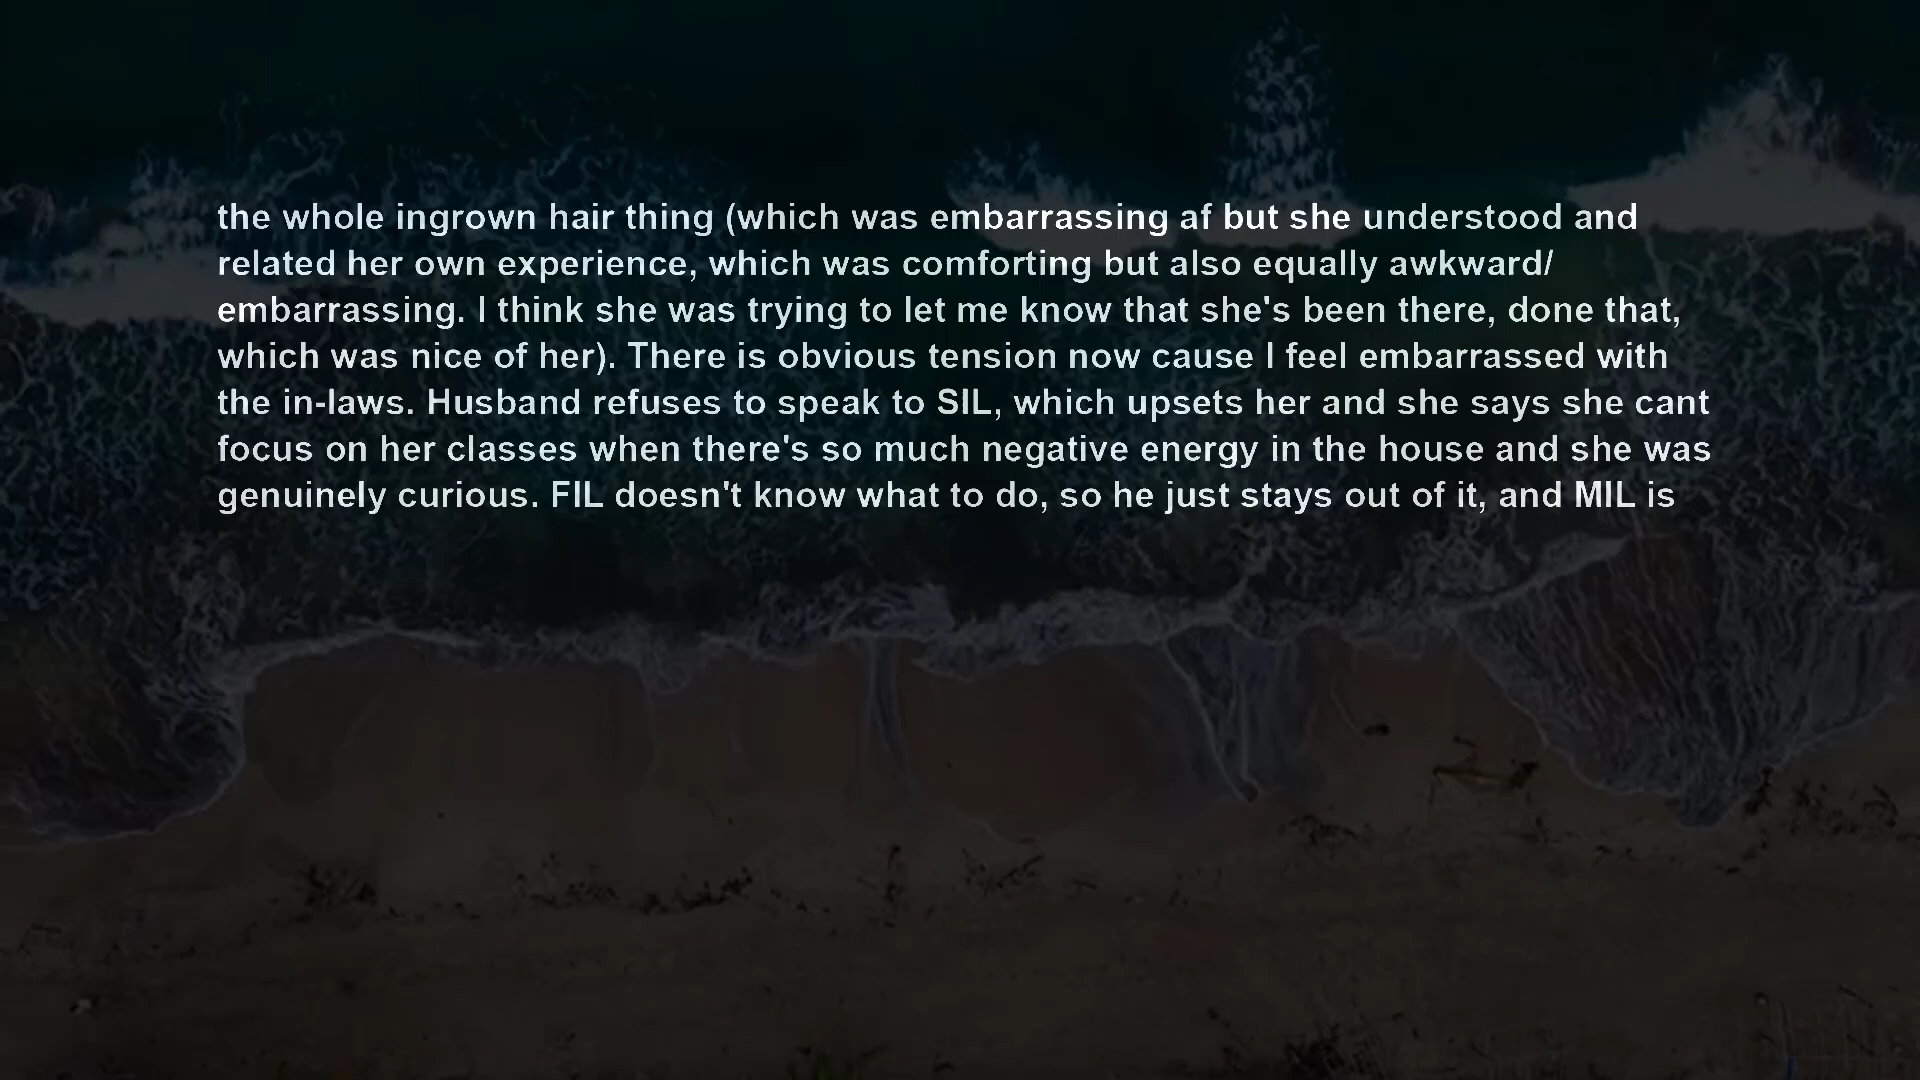 the whole ingrown hair thing (which was embarrassing af but she understood and
related her own experience, which was comforting but also equally awkward/
embarrassing. I think she was trying to let me know that she's been there, done that,
which was nice of her). There is obvious tension now cause I feel embarrassed with
the in-laws. Husband refuses to speak to SIL, which upsets her and she says she cant
focus on her classes when there's so much negative energy in the house and she was
genuinely curious. FIL doesn't know what to do, so he just stays out of it, and MIL is